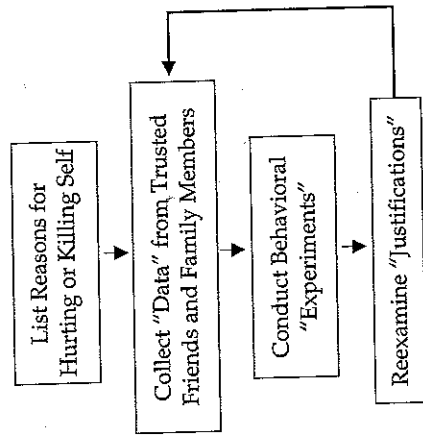 List Reasons for
Hurting or Killing Self
Collect "Data" from Trusted
Friends and Family Members
Conduct Behavioral
"Experiments"
Reexamine "Justifications"